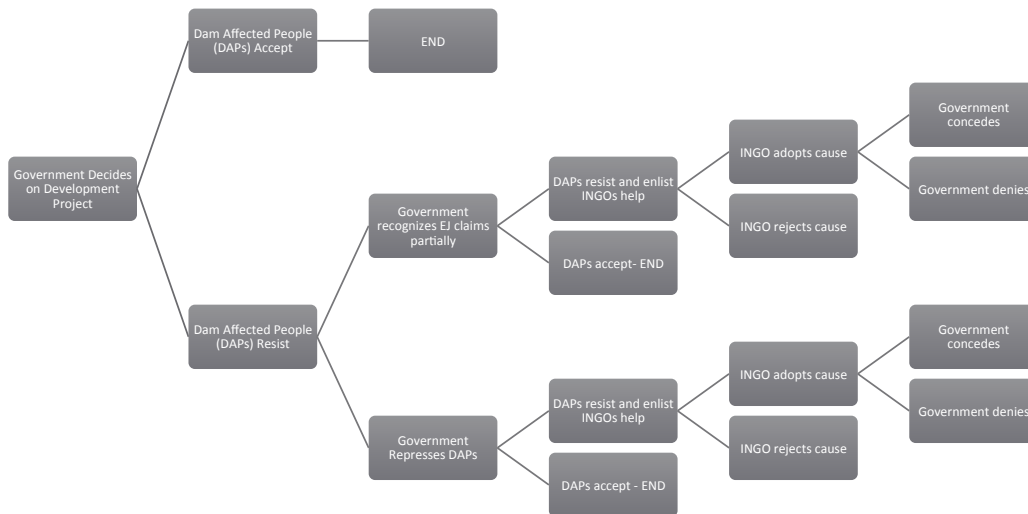 Dam Affected People
(DAPs) Accept
END
Government Decides
on Development
Project
Government
concedes
INGO adopts cause
Government denies
DAPs resist and enlist
INGOs help
INGO rejects cause
Government
recognizes EJ claims
partially
DAPs accept- END
Dam Affected People
(DAPs) Resist
Government
concedes
INGO adopts cause
Government denies
DAPs resist and enlist
INGOs help
INGO rejects cause
Government
Represses DAPs
DAPs accept - END